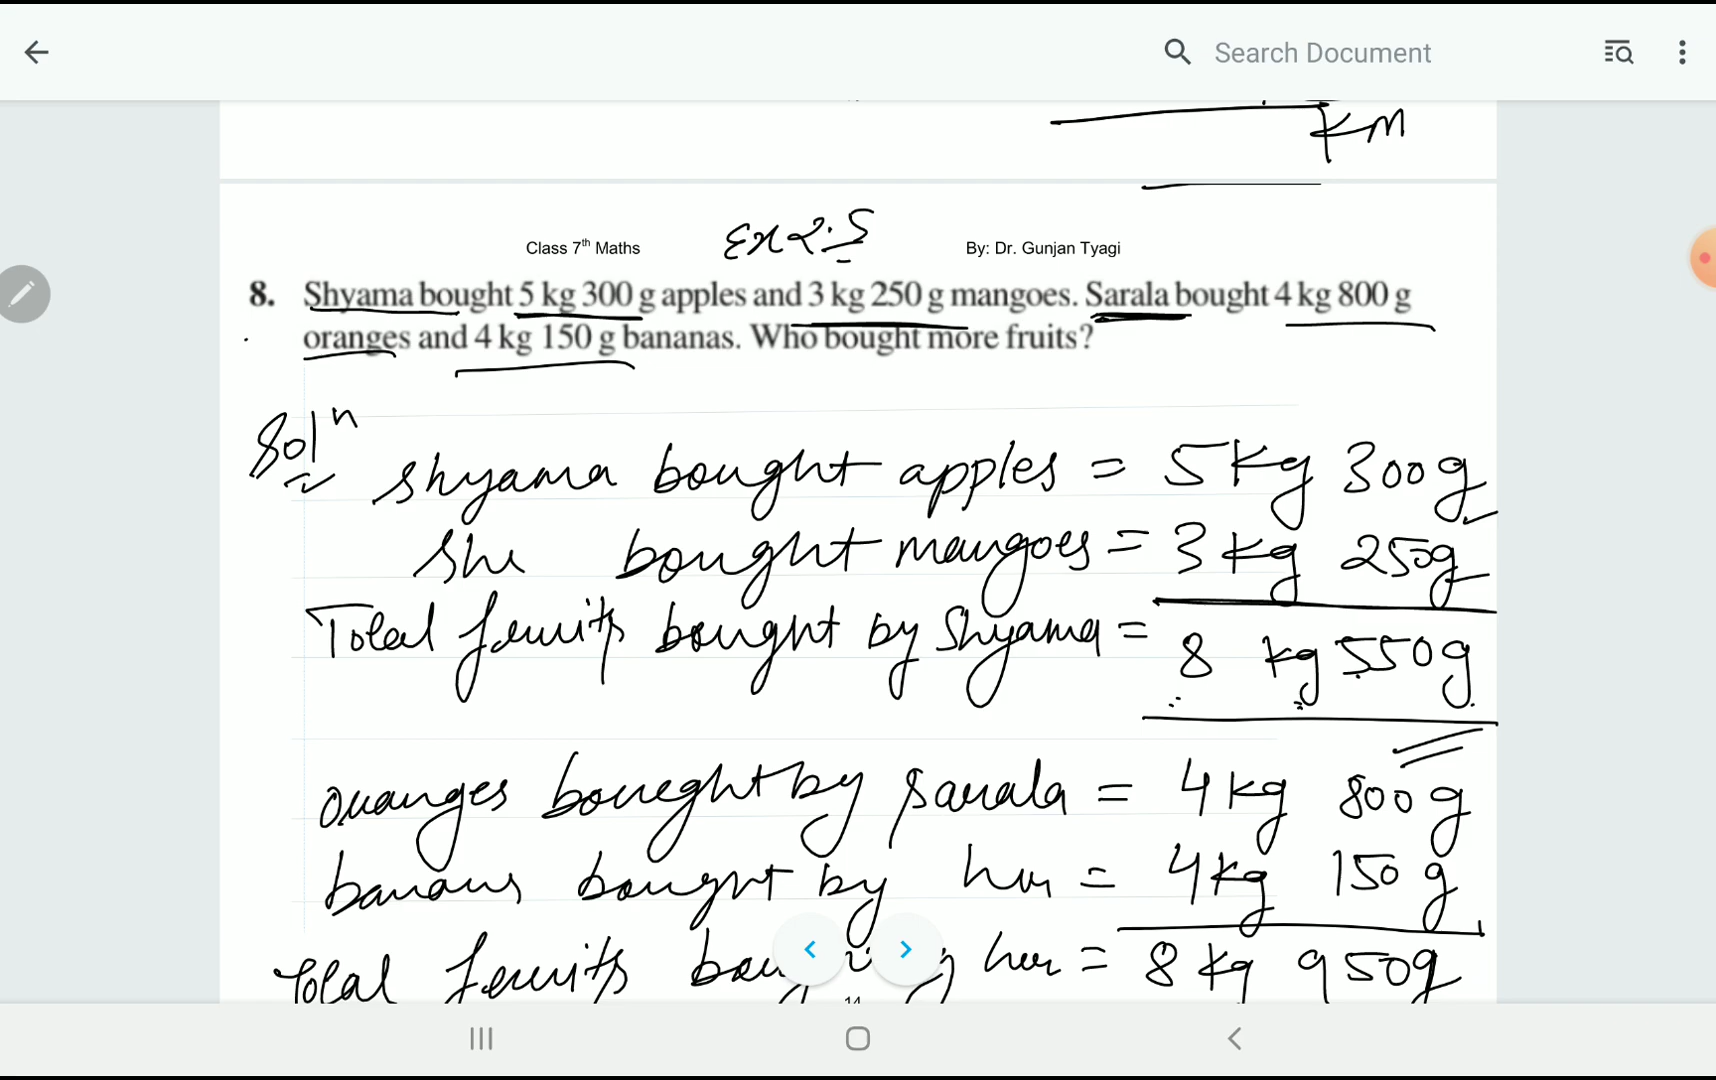 Search Document
KM
Class 7th Maths Ex 2.5 By: Dr. Gunjan Tyagi
8. Shyama bought 5 kg 300 g apples and 3 kg 250 g mangoes. Sarala bought 4 kg 800 g
oranges and 4 kg 150 g bananas. Who bought more fruits?
Solⁿ
Shyama bought apples = 5 kg 300g
She bought mangoes = 3 kg 250g
Total fruits bought by Shyama = 8 kg 550g
Oranges bought by Sarala = 4 kg 800 g
bananas bought by her = 4 kg 150 g
Total fruits her = 8 kg 950g